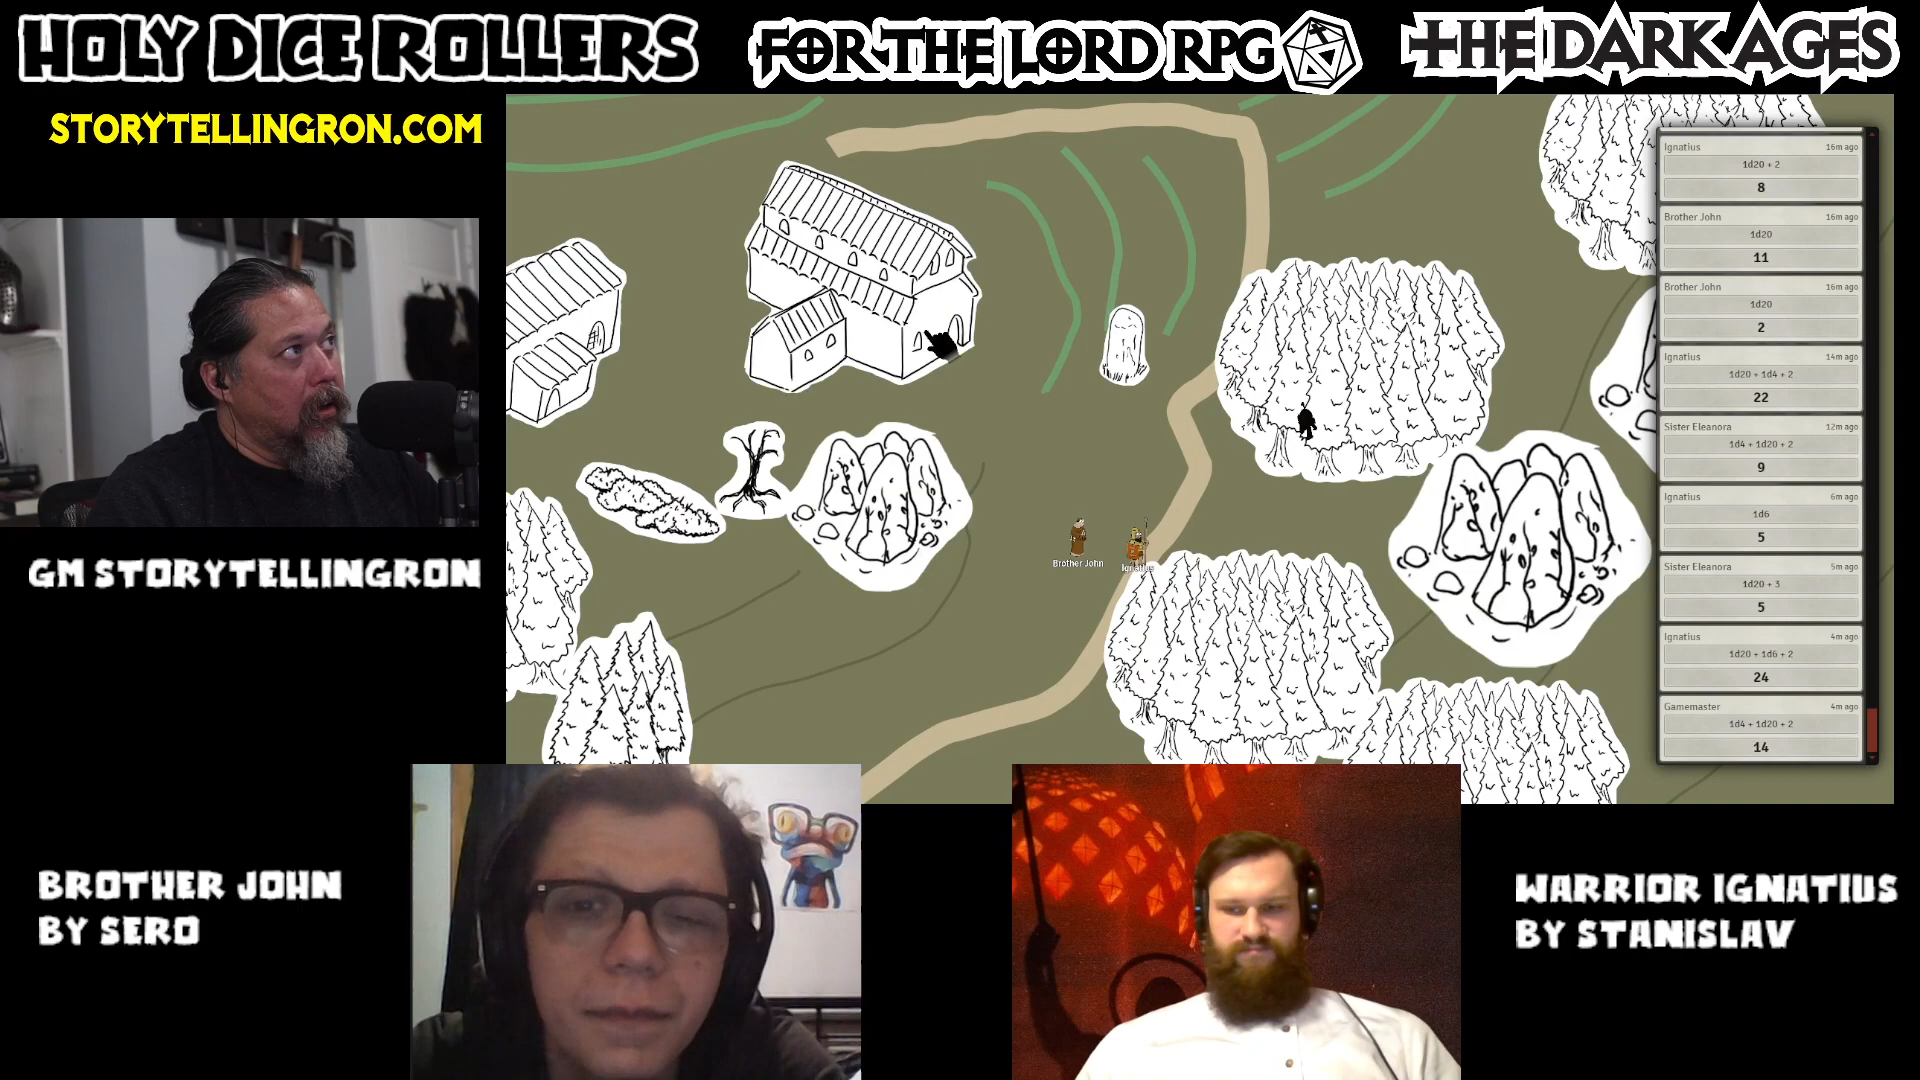 HOLY DICE ROLLERS
FOR THE LORD RPG
THE DARK AGES
STORYTELLINGRON.COM
GM STORYTELLINGRON
Brother John
Ignatius
Ignatius 16m ago
1d20 + 2
8
Brother John 16m ago
1d20
11
Brother John 16m ago
1d20
2
Ignatius 14m ago
1d20 + 1d4 + 2
22
Sister Eleanora 12m ago
1d4 + 1d20 + 2
9
Ignatius 6m ago
1d6
5
Sister Eleanora 5m ago
1d20 + 3
5
Ignatius 4m ago
1d20 + 1d6 + 2
24
Gamemaster 4m ago
1d4 + 1d20 + 2
14
BROTHER JOHN
BY SERO
WARRIOR IGNATIUS
BY STANISLAV